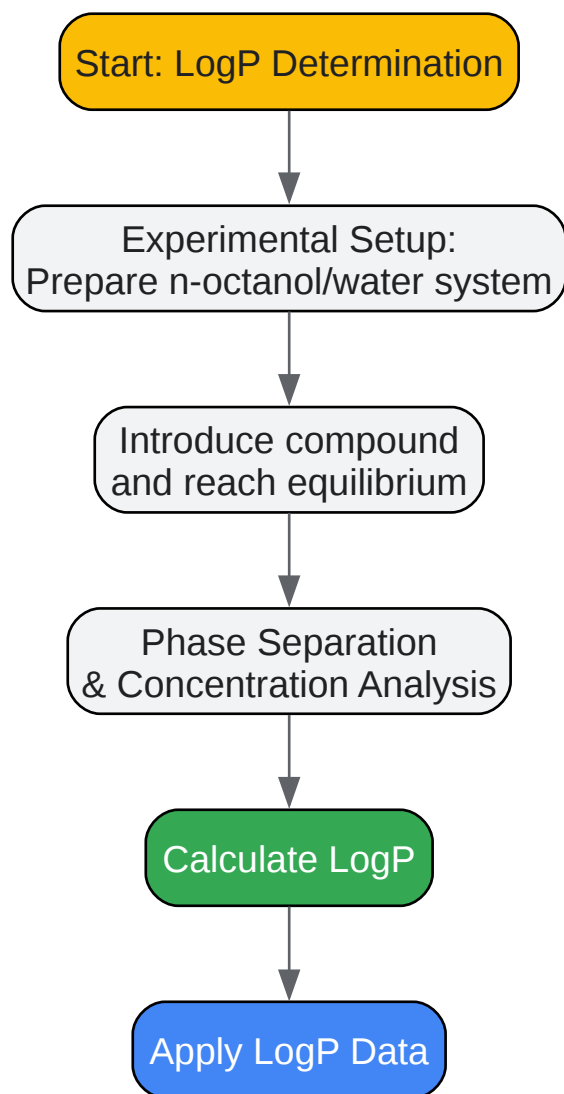 Start: LogP Determination
Experimental Setup:
Prepare n-octanol/water system
Introduce compound
and reach equilibrium
Phase Separation
& Concentration Analysis
Calculate LogP
Apply LogP Data